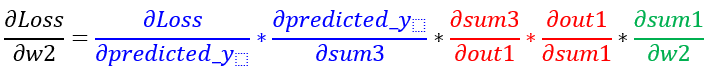 ∂Loss/∂w2 = ∂Loss/∂predicted_y⬚ * ∂predicted_y⬚/∂sum3 * ∂sum3/∂out1 * ∂out1/∂sum1 * ∂sum1/∂w2